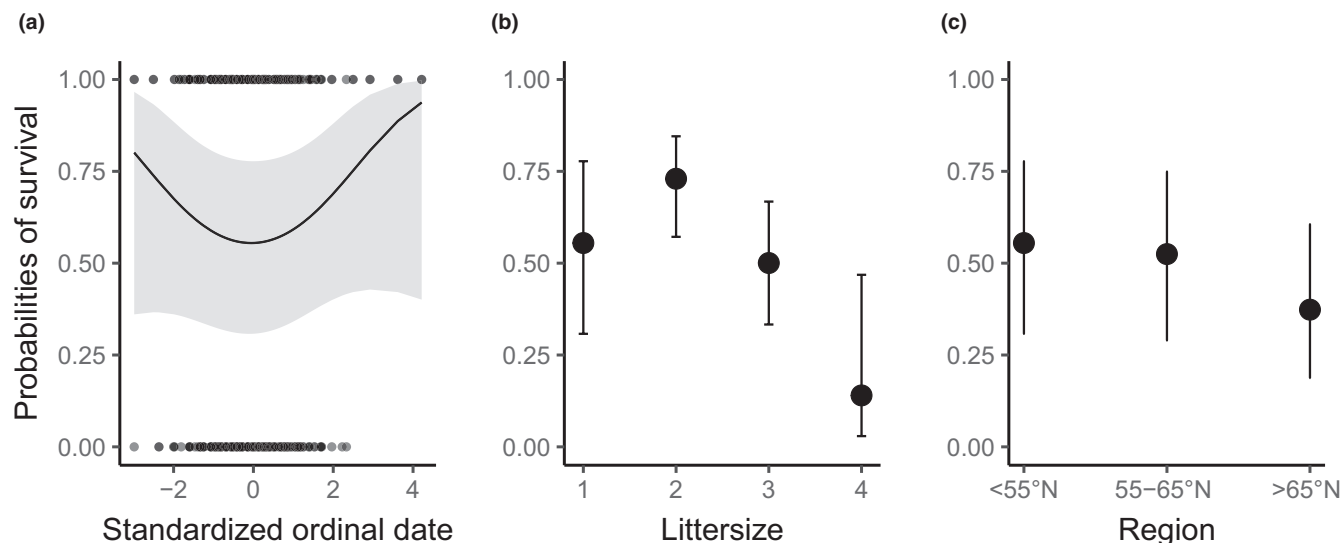 (a)
Probabilities of survival
1.00
0.75
0.50
0.25
0.00
−2 0 2 4
Standardized ordinal date
(b)
1.00
0.75
0.50
0.25
0.00
1 2 3 4
Littersize
(c)
1.00
0.75
0.50
0.25
0.00
<55°N 55−65°N >65°N
Region